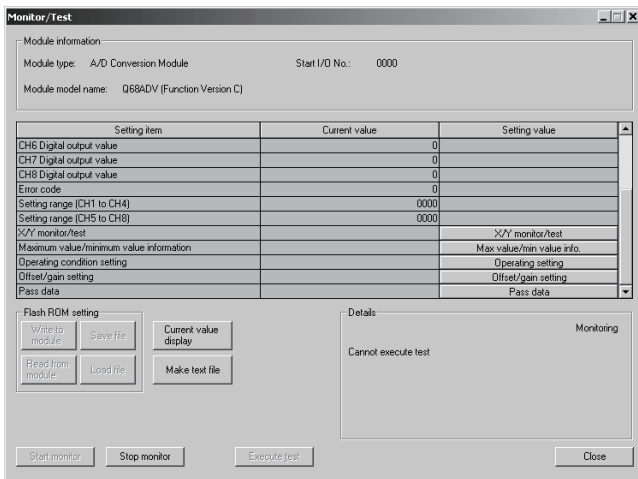 Monitor/Test
Module information
Module type: A/D Conversion Module Start I/O No.: 0000
Module model name: Q68ADV (Function Version C)
Setting item Current value Setting value
CH6 Digital output value 0
CH7 Digital output value 0
CH8 Digital output value 0
Error code 0
Setting range (CH1 to CH4) 0000
Setting range (CH5 to CH8) 0000
X/Y monitor/test X/Y monitor/test
Maximum value/minimum value information Max value/min value info.
Operating condition setting Operating setting
Offset/gain setting Offset/gain setting
Pass data Pass data
Flash ROM setting
Write to
module
Save file
Current value
display
Read from
module
Load file
Make text file
Details
Monitoring
Cannot execute test
Start monitor Stop monitor Execute test Close